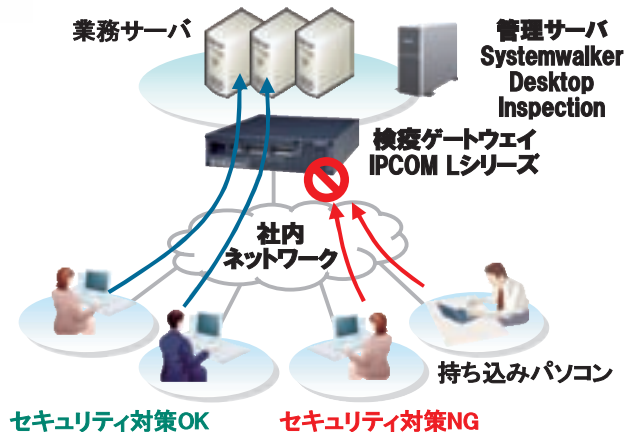 業務サーバ
管理サーバ
Systemwalker
Desktop
Inspection
検疫ゲートウェイ
IPCOM Lシリーズ
社内
ネットワーク
持ち込みパソコン
セキュリティ対策OK
セキュリティ対策NG